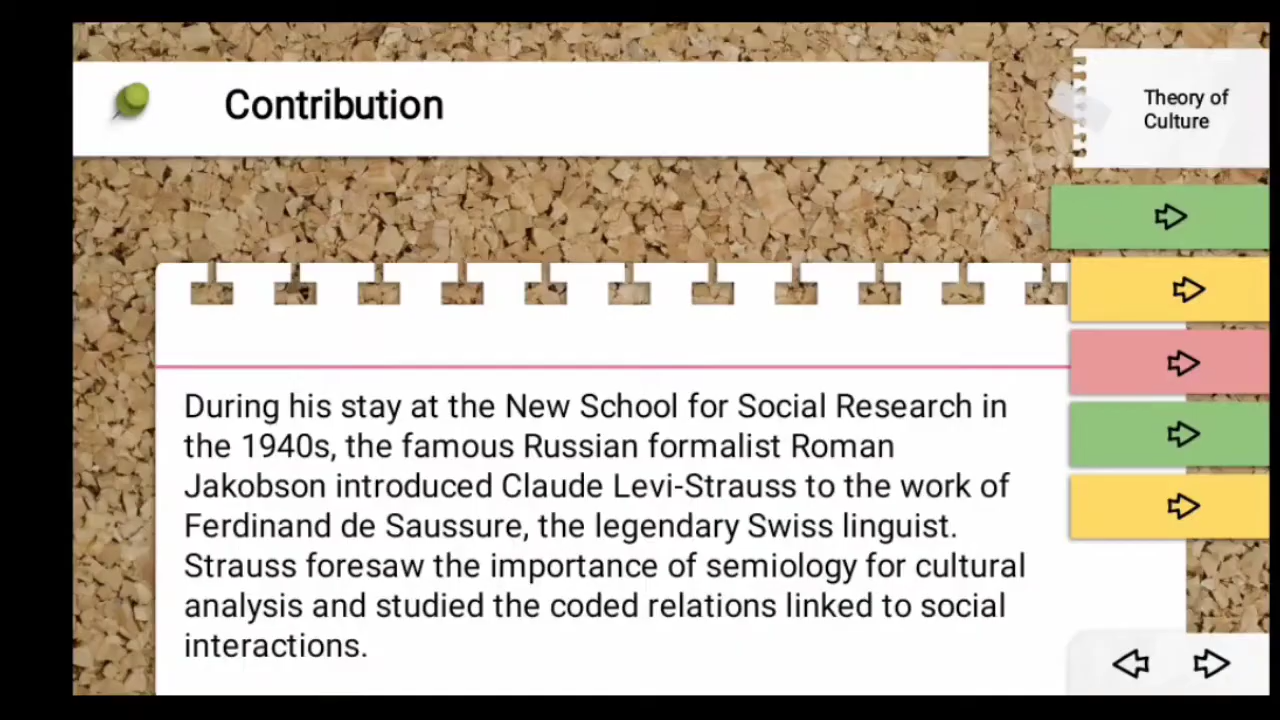 Contribution
Theory of
Culture
During his stay at the New School for Social Research in
the 1940s, the famous Russian formalist Roman
Jakobson introduced Claude Levi-Strauss to the work of
Ferdinand de Saussure, the legendary Swiss linguist.
Strauss foresaw the importance of semiology for cultural
analysis and studied the coded relations linked to social
interactions.